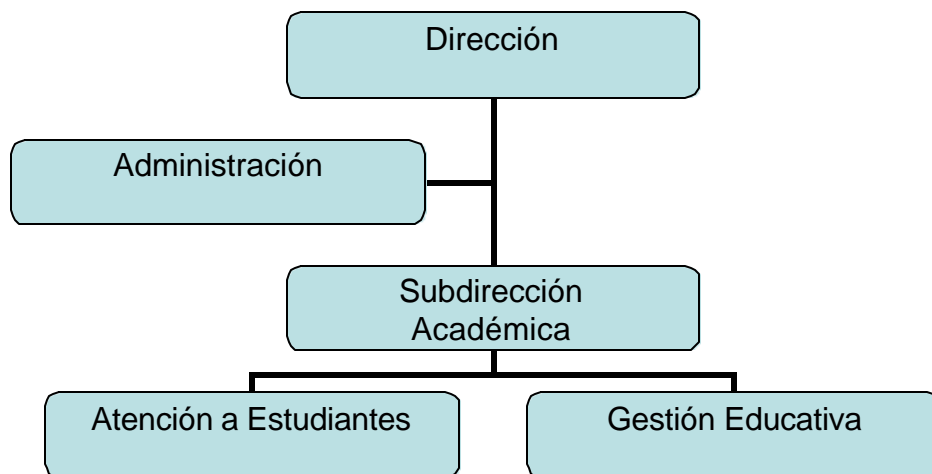 Dirección
Administración
Subdirección
Académica
Atención a Estudiantes
Gestión Educativa